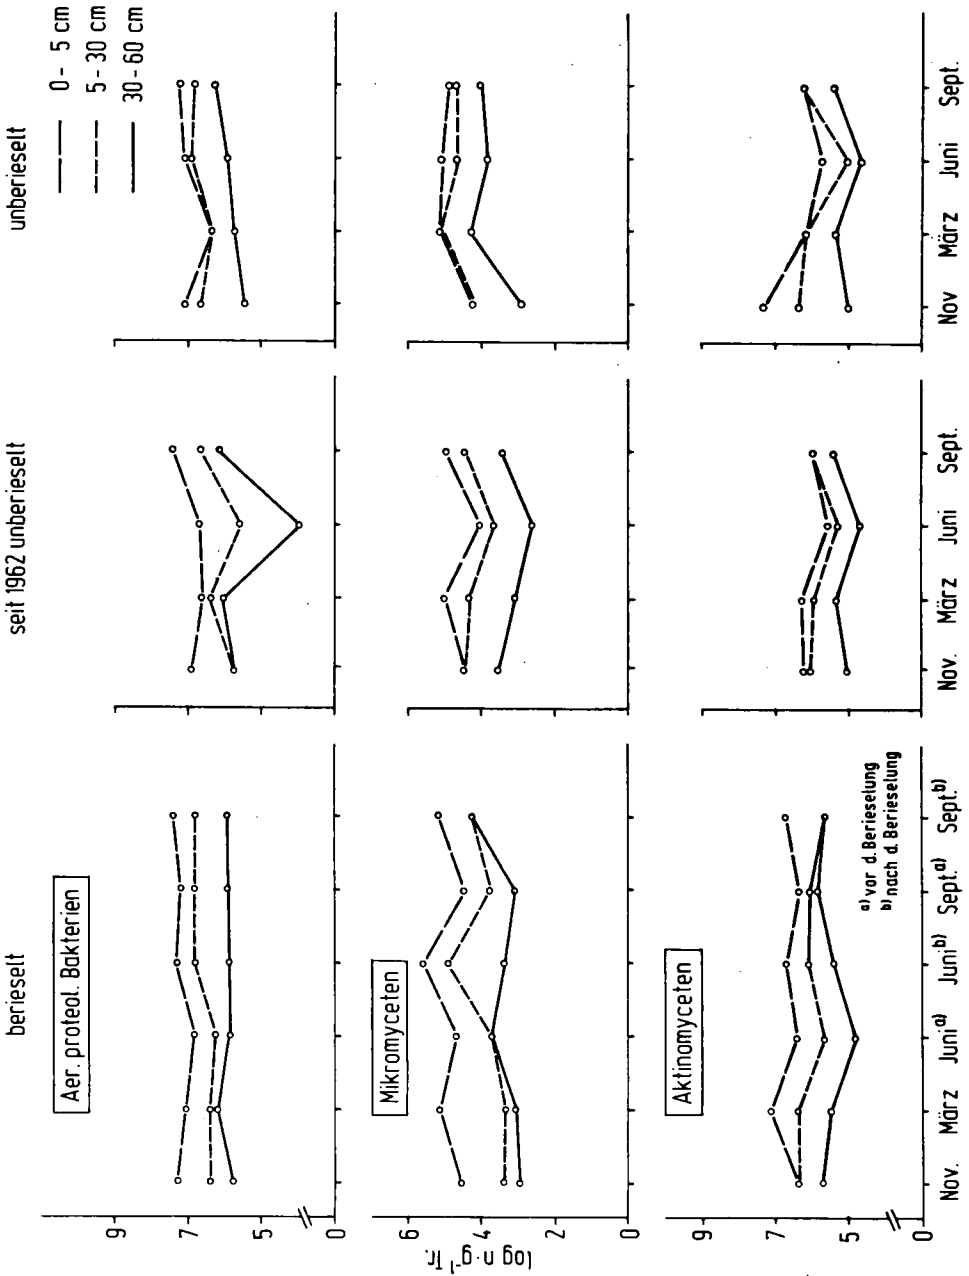 berieselt
seit 1962 unberieselt
unberieselt
0 - 5 cm
5 - 30 cm
30 - 60 cm
Aer. proteol. Bakterien
9
7
5
0
Mikromyceten
log n·g⁻¹ Tr.
6
4
2
0
Aktinomyceten
9
7
5
0
a) vor d. Berieselung
b) nach d. Berieselung
Nov. März Juni a) Juni b) Sept. a) Sept. b)
Nov. März Juni Sept.
Nov März Juni Sept.